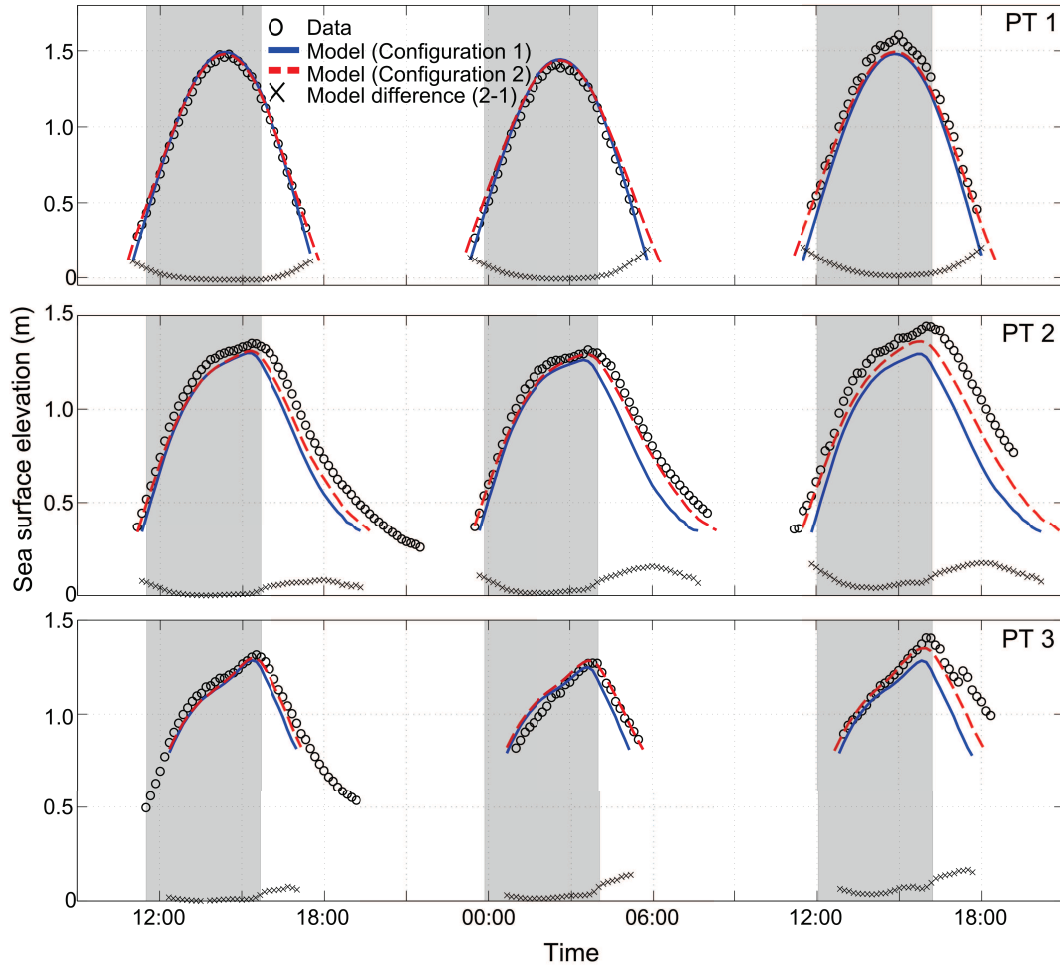 PT 1
Data
Model (Configuration 1)
Model (Configuration 2)
Model difference (2-1)
1.5
1.0
0.5
0
PT 2
1.5
1.0
0.5
0
Sea surface elevation (m)
PT 3
1.5
1.0
0.5
0
12:00 18:00 00:00 06:00 12:00 18:00
Time